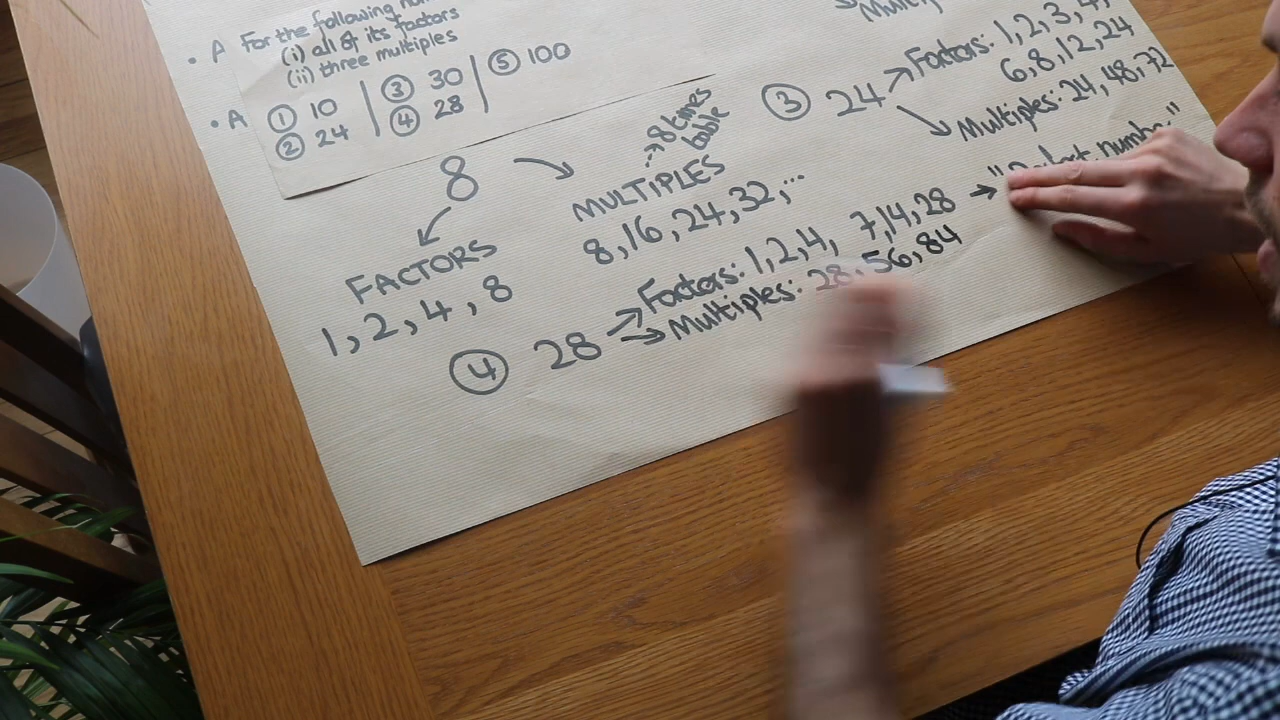 • A For the following
(i) all of its factors
(ii) three multiples
① 10 ③ 30 ⑤ 100
② 24 ④ 28
• A
8
→ 8 times
table
FACTORS
1, 2, 4, 8
MULTIPLES
8, 16, 24, 32, ...
③ 24
Factors: 1, 2, 3, 4,
6, 8, 12, 24
Multiples: 24, 48, 72
④ 28
Factors: 1, 2, 4, 7, 14, 28 → "
Multiples: 28, 56, 84